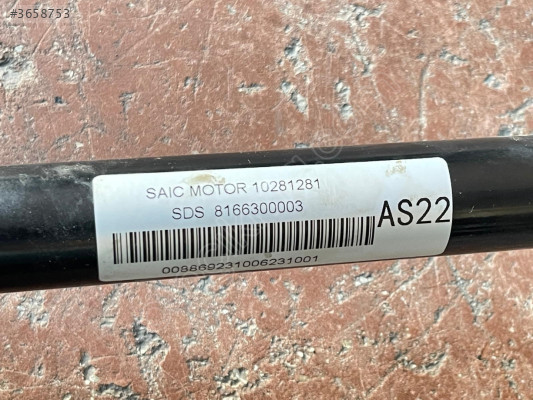 #3658753
SAIC MOTOR 10281281
SDS 8166300003
AS22
008869231006231001